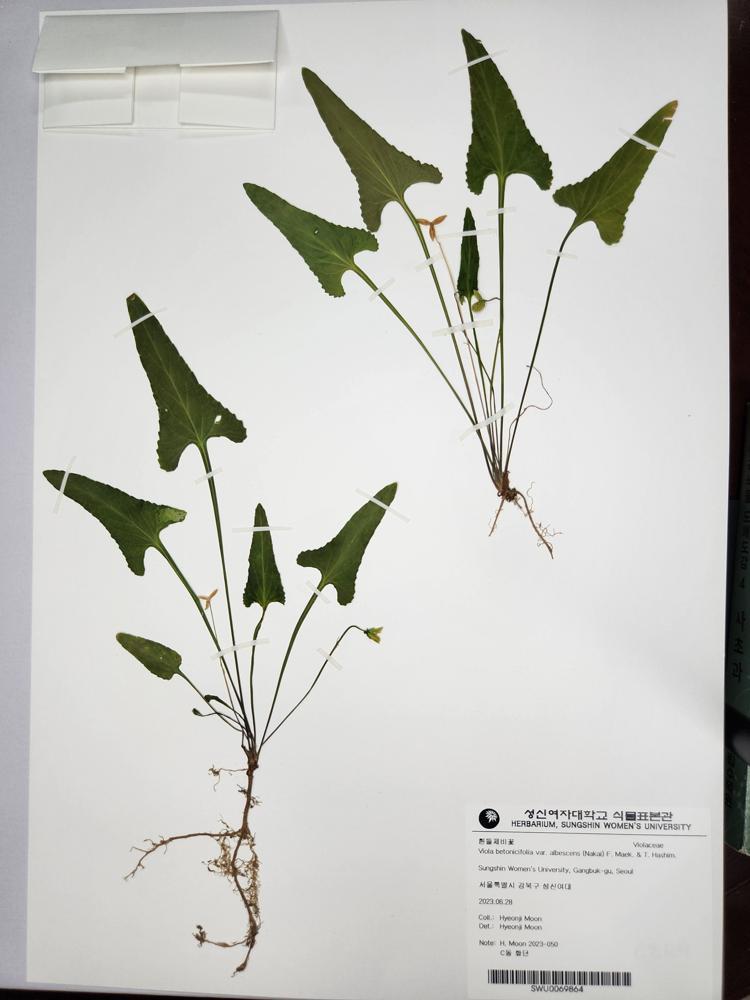 성신여자대학교 식물표본관
HERBARIUM, SUNGSHIN WOMEN'S UNIVERSITY
흰들제비꽃
Violaceae
Viola betonicifolia var. albescens (Nakai) F. Maek. & T. Hashim.
Sungshin Women's University, Gangbuk-gu, Seoul
서울특별시 강북구 성신여대
2023.06.28
Coll.: Hyeonji Moon
Det.: Hyeonji Moon
Note: H. Moon 2023-050
C동 화단
SWU0069864
사초과